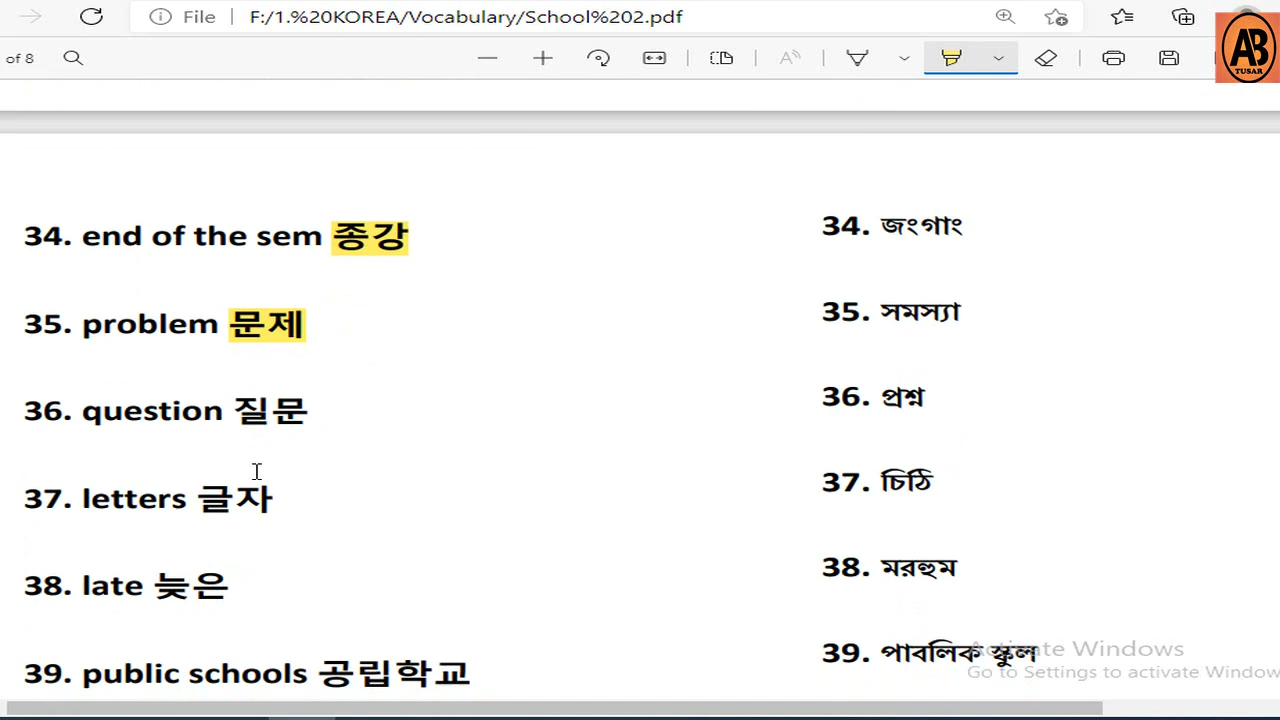 File
F:/1.%20KOREA/Vocabulary/School%202.pdf
of 8
AB
TUSAR
34. end of the sem 종강
34. জংগাং
35. problem 문제
35. সমস্যা
36. question 질문
36. প্রশ্ন
37. letters 글자
37. চিঠি
38. late 늦은
38. মরহুম
39. public schools 공립학교
39. পাবলিক স্কুল
Activate Windows
Go to Settings to activate Windows